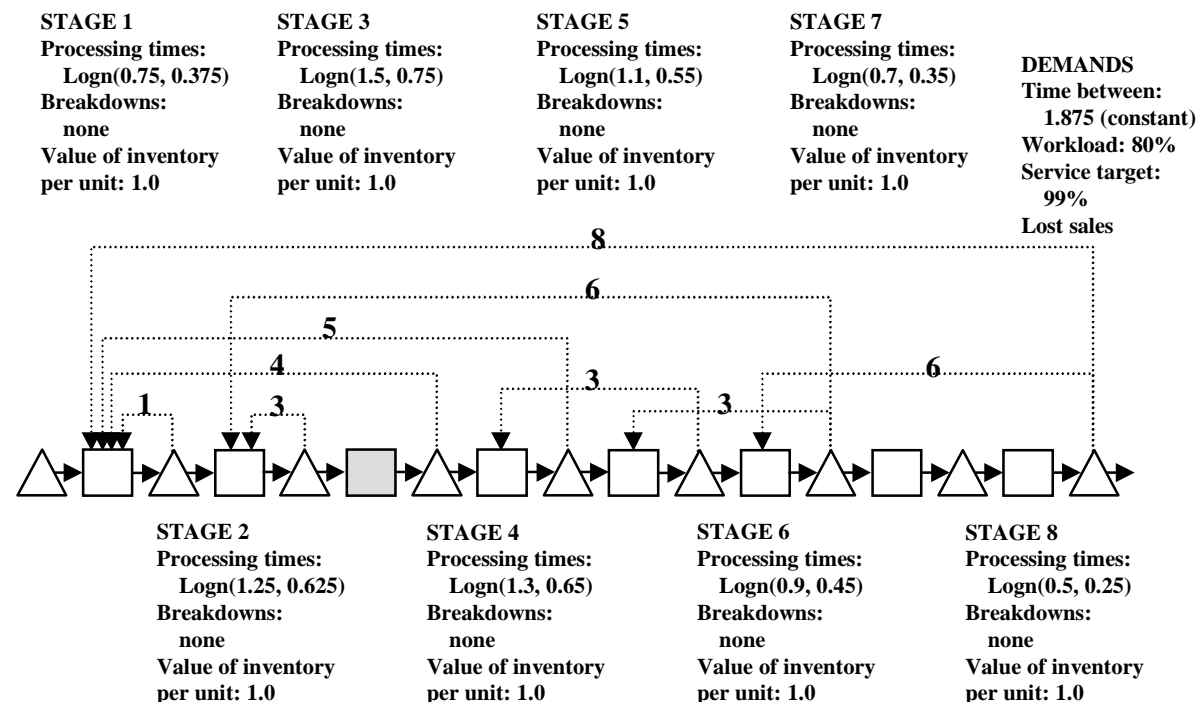 STAGE 1
Processing times:
Logn(0.75, 0.375)
Breakdowns:
none
Value of inventory
per unit: 1.0
STAGE 3
Processing times:
Logn(1.5, 0.75)
Breakdowns:
none
Value of inventory
per unit: 1.0
STAGE 5
Processing times:
Logn(1.1, 0.55)
Breakdowns:
none
Value of inventory
per unit: 1.0
STAGE 7
Processing times:
Logn(0.7, 0.35)
Breakdowns:
none
Value of inventory
per unit: 1.0
DEMANDS
Time between:
1.875 (constant)
Workload: 80%
Service target:
99%
Lost sales
8
6
5
4
6
3
1
3
3
STAGE 2
Processing times:
Logn(1.25, 0.625)
Breakdowns:
none
Value of inventory
per unit: 1.0
STAGE 4
Processing times:
Logn(1.3, 0.65)
Breakdowns:
none
Value of inventory
per unit: 1.0
STAGE 6
Processing times:
Logn(0.9, 0.45)
Breakdowns:
none
Value of inventory
per unit: 1.0
STAGE 8
Processing times:
Logn(0.5, 0.25)
Breakdowns:
none
Value of inventory
per unit: 1.0